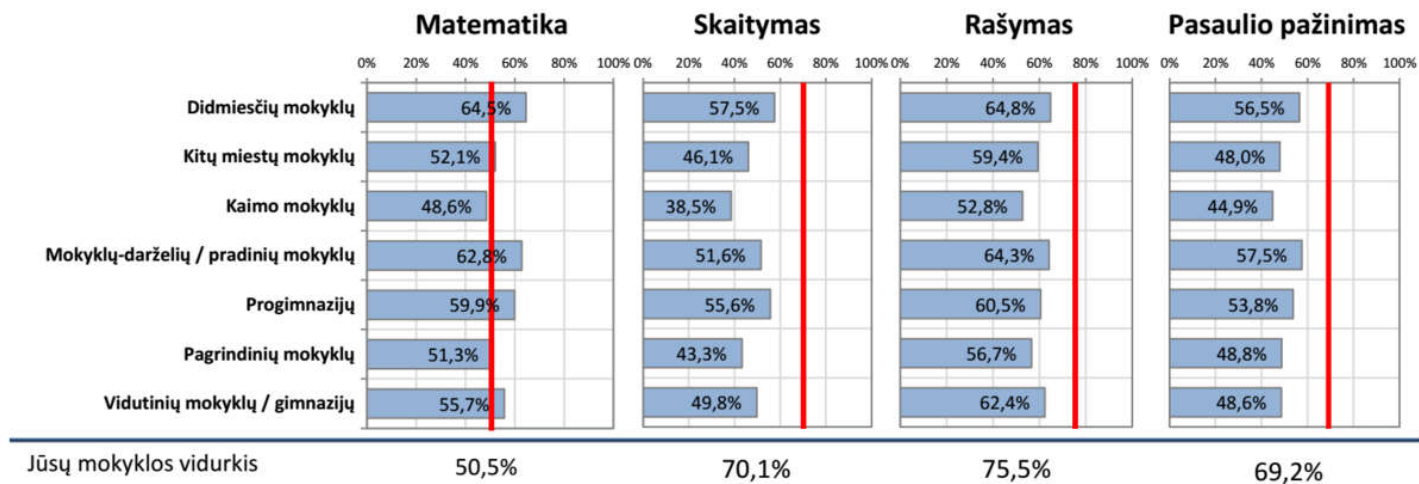 Matematika Skaitymas Rašymas Pasaulio pažinimas
0% 20% 40% 60% 80% 100% 0% 20% 40% 60% 80% 100% 0% 20% 40% 60% 80% 100% 0% 20% 40% 60% 80% 100%
Didmiesčių mokyklų 64,5% 57,5% 64,8% 56,5%
Kitų miestų mokyklų 52,1% 46,1% 59,4% 48,0%
Kaimo mokyklų 48,6% 38,5% 52,8% 44,9%
Mokyklų-darželių / pradinių mokyklų 62,8% 51,6% 64,3% 57,5%
Progimnazijų 59,9% 55,6% 60,5% 53,8%
Pagrindinių mokyklų 51,3% 43,3% 56,7% 48,8%
Vidutinių mokyklų / gimnazijų 55,7% 49,8% 62,4% 48,6%
Jūsų mokyklos vidurkis 50,5% 70,1% 75,5% 69,2%